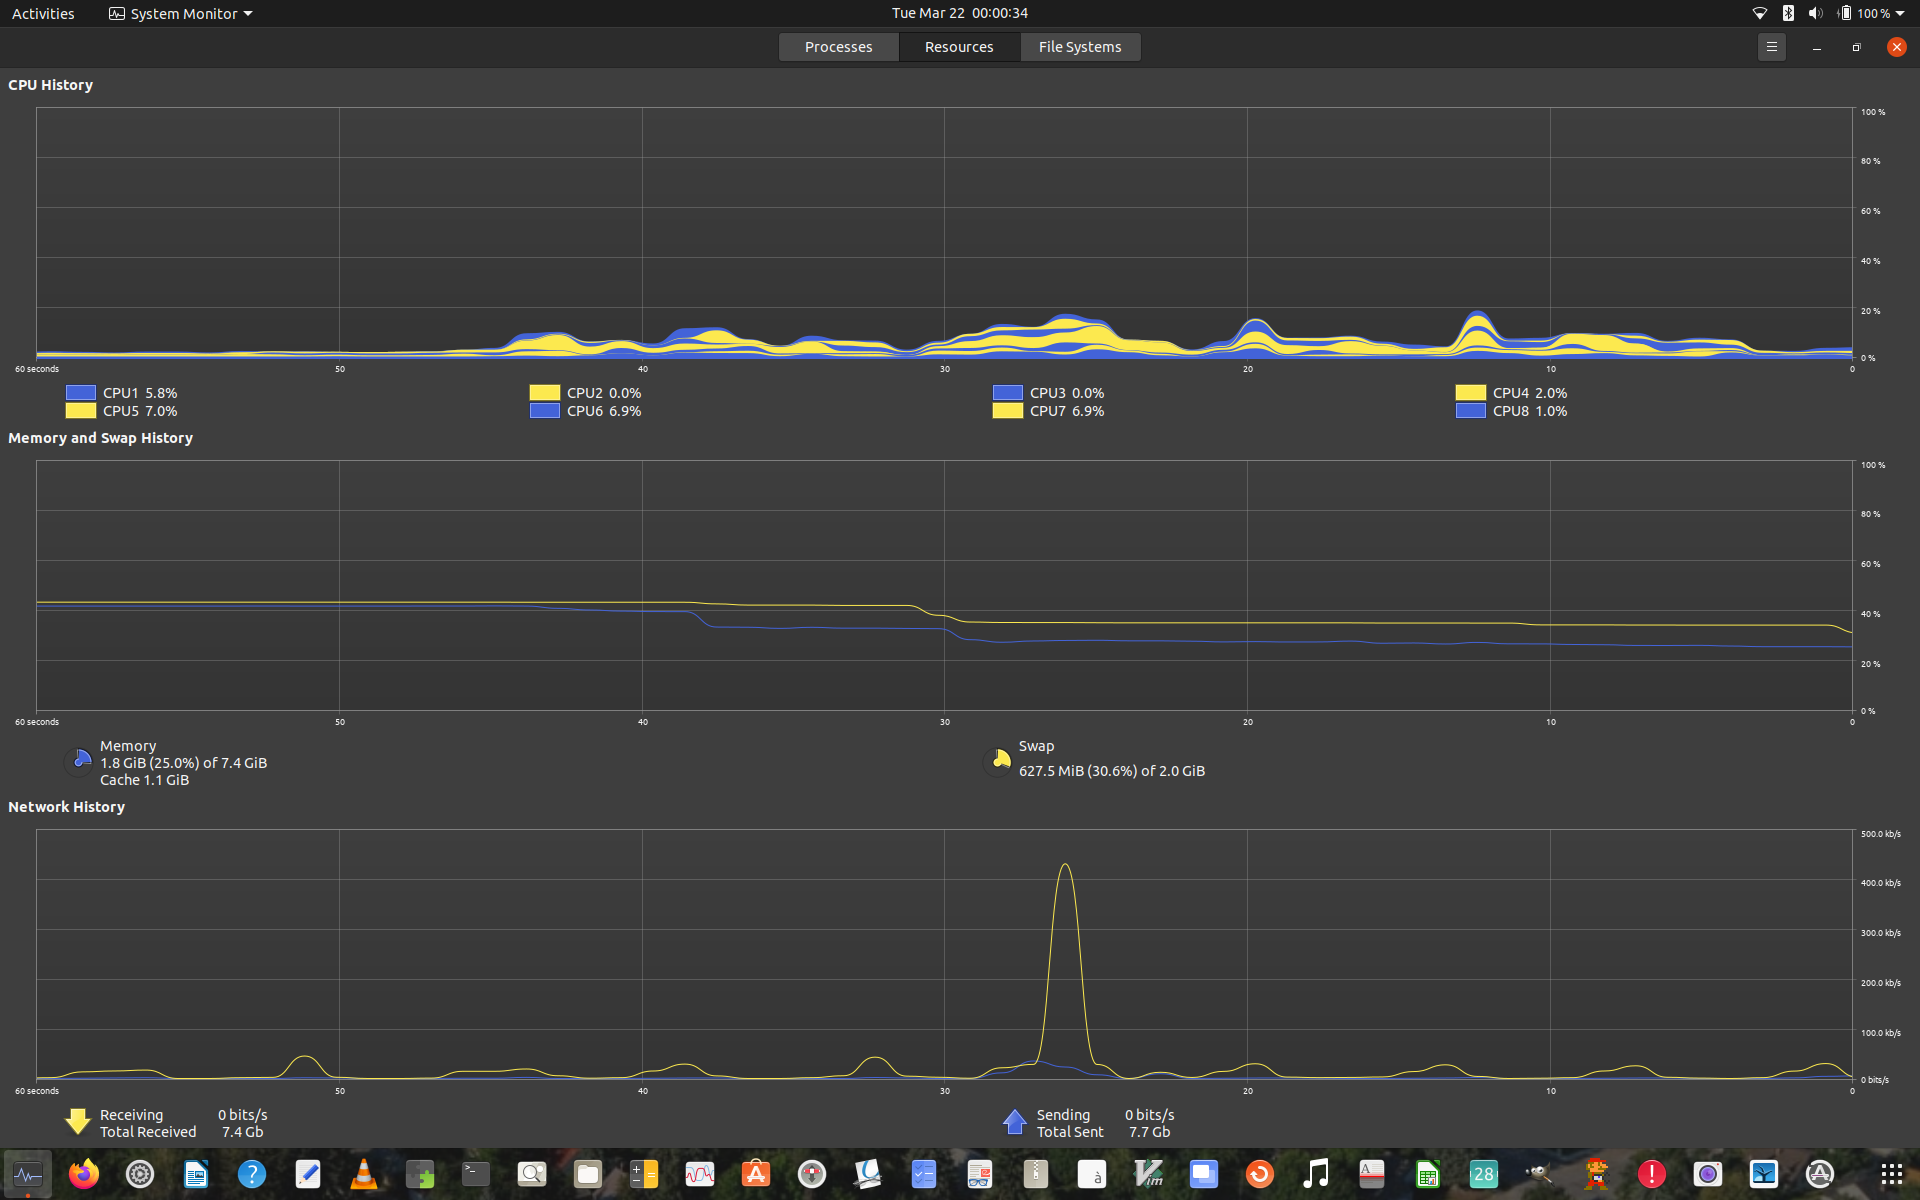 Activities System Monitor Tue Mar 22 00:00:34 100 %
Processes Resources File Systems
CPU History
100 %
80 %
60 %
40 %
20 %
0 %
60 seconds 50 40 30 20 10 0
CPU1 5.8% CPU2 0.0% CPU3 0.0% CPU4 2.0%
CPU5 7.0% CPU6 6.9% CPU7 6.9% CPU8 1.0%
Memory and Swap History
100 %
80 %
60 %
40 %
20 %
0 %
60 seconds 50 40 30 20 10 0
Memory
1.8 GiB (25.0%) of 7.4 GiB
Cache 1.1 GiB
Swap
627.5 MiB (30.6%) of 2.0 GiB
Network History
500.0 kb/s
400.0 kb/s
300.0 kb/s
200.0 kb/s
100.0 kb/s
0 bits/s
60 seconds 50 40 30 20 10 0
Receiving 0 bits/s
Total Received 7.4 Gb
Sending 0 bits/s
Total Sent 7.7 Gb
? >_ à Vim A 28 !